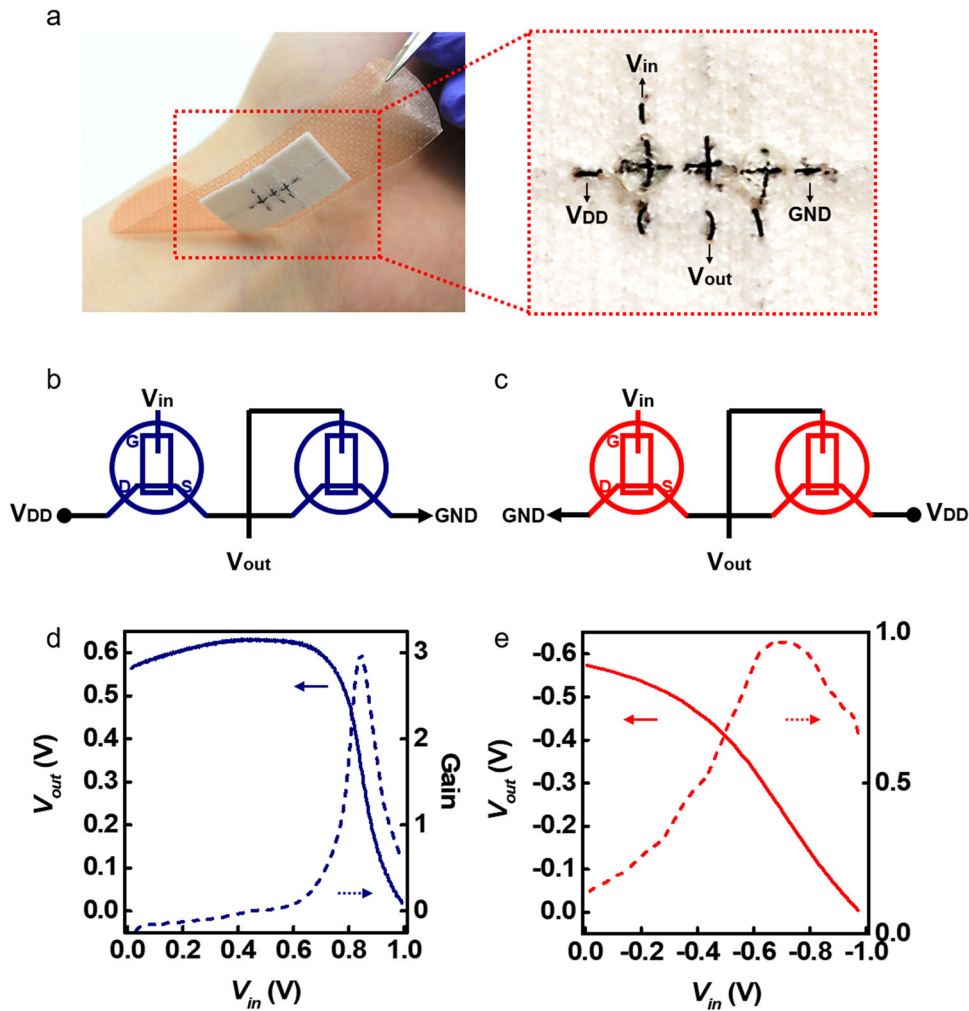 a
Vin
VDD
GND
Vout
b
Vin
G
D
S
VDD
GND
Vout
c
Vin
G
D
S
GND
VDD
Vout
d
0.6
0.5
0.4
0.3
0.2
0.1
0.0
Vout (V)
3
2
1
0
Gain
0.0 0.2 0.4 0.6 0.8 1.0
Vin (V)
e
-0.6
-0.5
-0.4
-0.3
-0.2
-0.1
0.0
Vout (V)
1.0
0.5
0.0
0.0 -0.2 -0.4 -0.6 -0.8 -1.0
Vin (V)